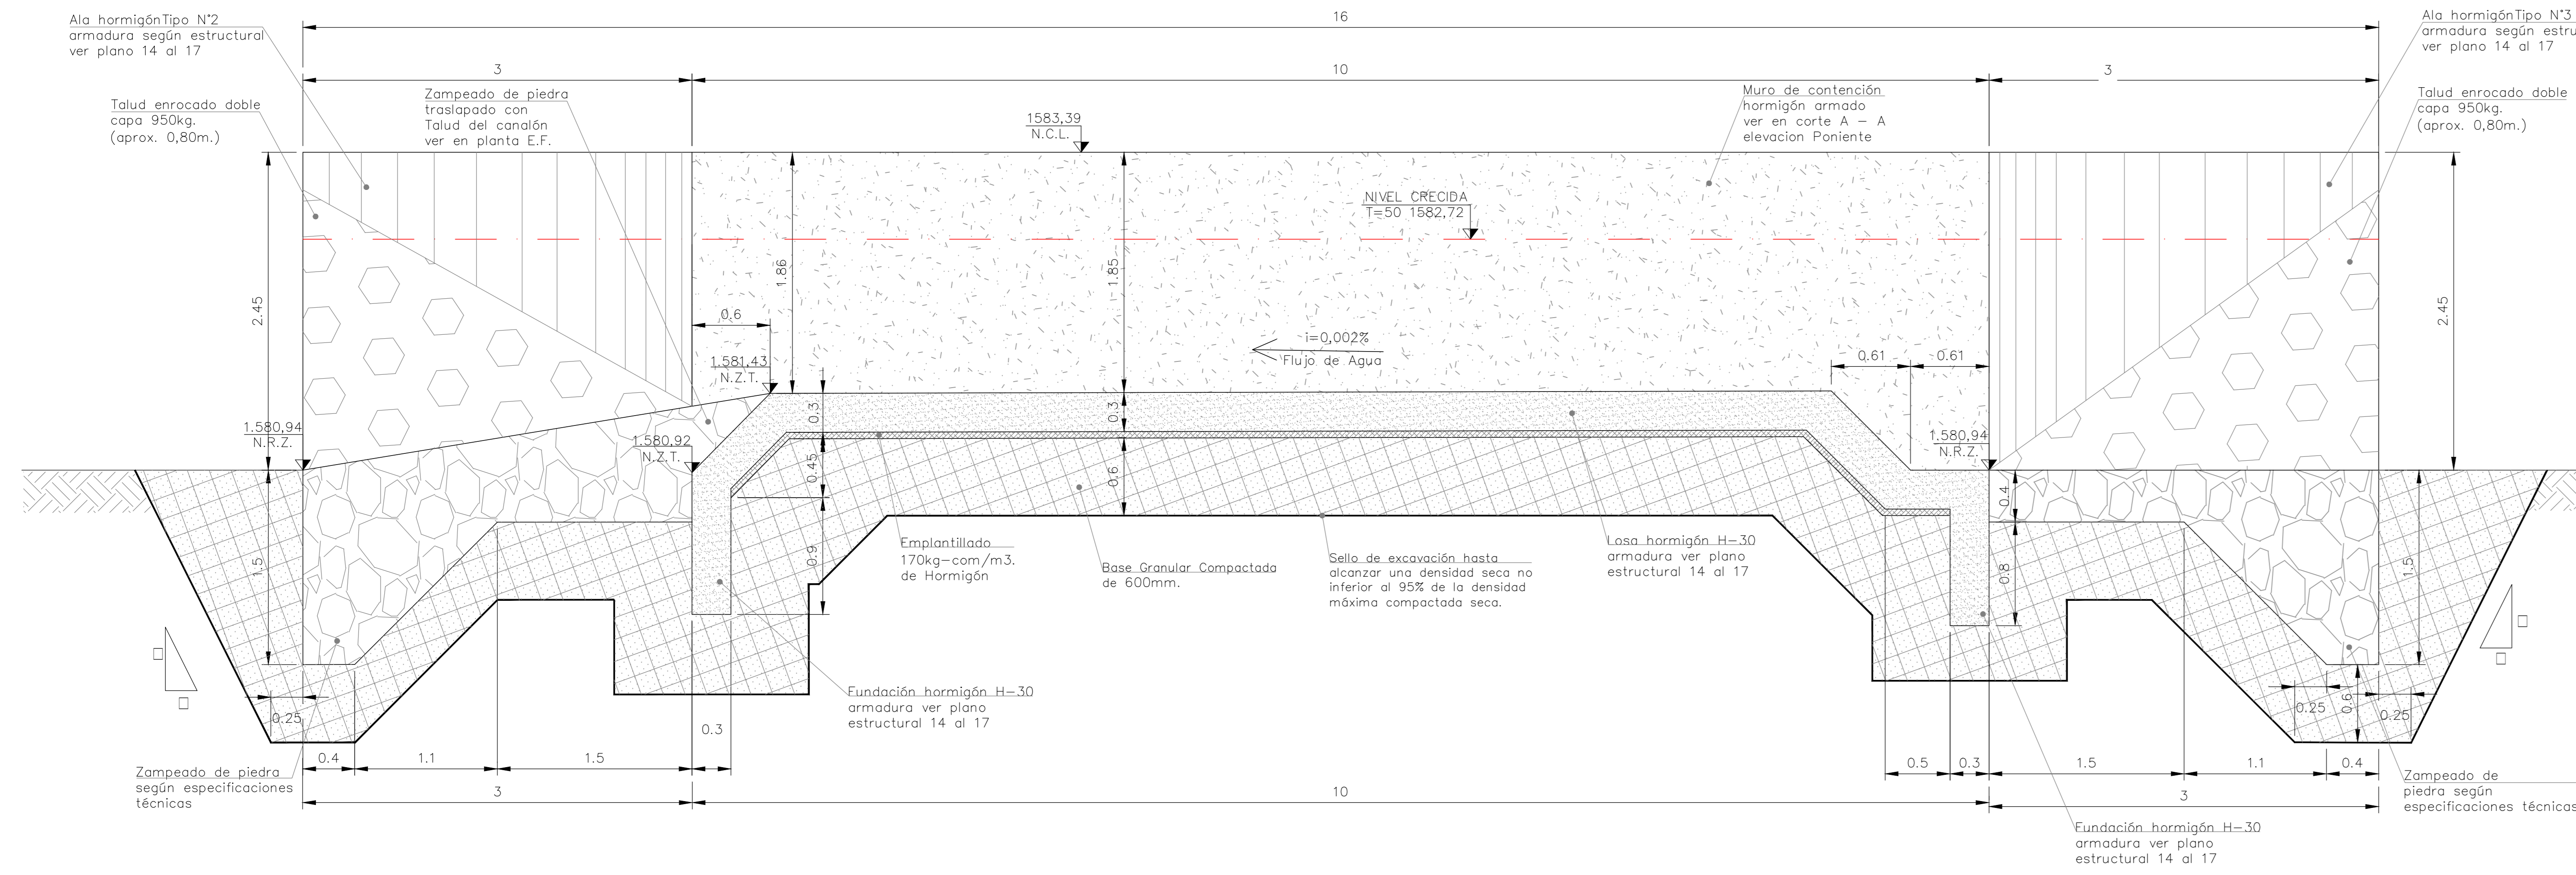 Ala hormigónTipo N°2
armadura según estructural
ver plano 14 al 17
16
Ala hormigónTipo N°3
armadura según estru
ver plano 14 al 17
3
10
3
Talud enrocado doble
capa 950kg.
(aprox. 0,80m.)
Zampeado de piedra
traslapado con
Talud del canalón
ver en planta E.F.
1583,39
N.C.L.
Muro de contención
hormigón armado
ver en corte A - A
elevacion Poniente
Talud enrocado doble
capa 950kg.
(aprox. 0,80m.)
NIVEL CRECIDA
T=50 1582,72
2.45
1.86
1.85
2.45
0.6
i=0,002%
Flujo de Agua
1.581,43
N.Z.T.
0.61
0.61
0.3
0.3
1.580,94
N.R.Z.
1.580,92
N.Z.T.
1.580,94
N.R.Z.
0.45
0.6
0.4
1.5
0.9
0.8
1.5
Emplantillado
170kg-com/m3.
de Hormigón
Base Granular Compactada
de 600mm.
Sello de excavación hasta
alcanzar una densidad seca no
inferior al 95% de la densidad
máxima compactada seca.
Losa hormigón H-30
armadura ver plano
estructural 14 al 17
Fundación hormigón H-30
armadura ver plano
estructural 14 al 17
0.25
0.3
0.25
0.6
0.25
0.4
1.1
1.5
0.5
0.3
1.5
1.1
0.4
Zampeado de piedra
según especificaciones
técnicas
3
10
3
Zampeado de
piedra según
especificaciones técnicas
Fundación hormigón H-30
armadura ver plano
estructural 14 al 17